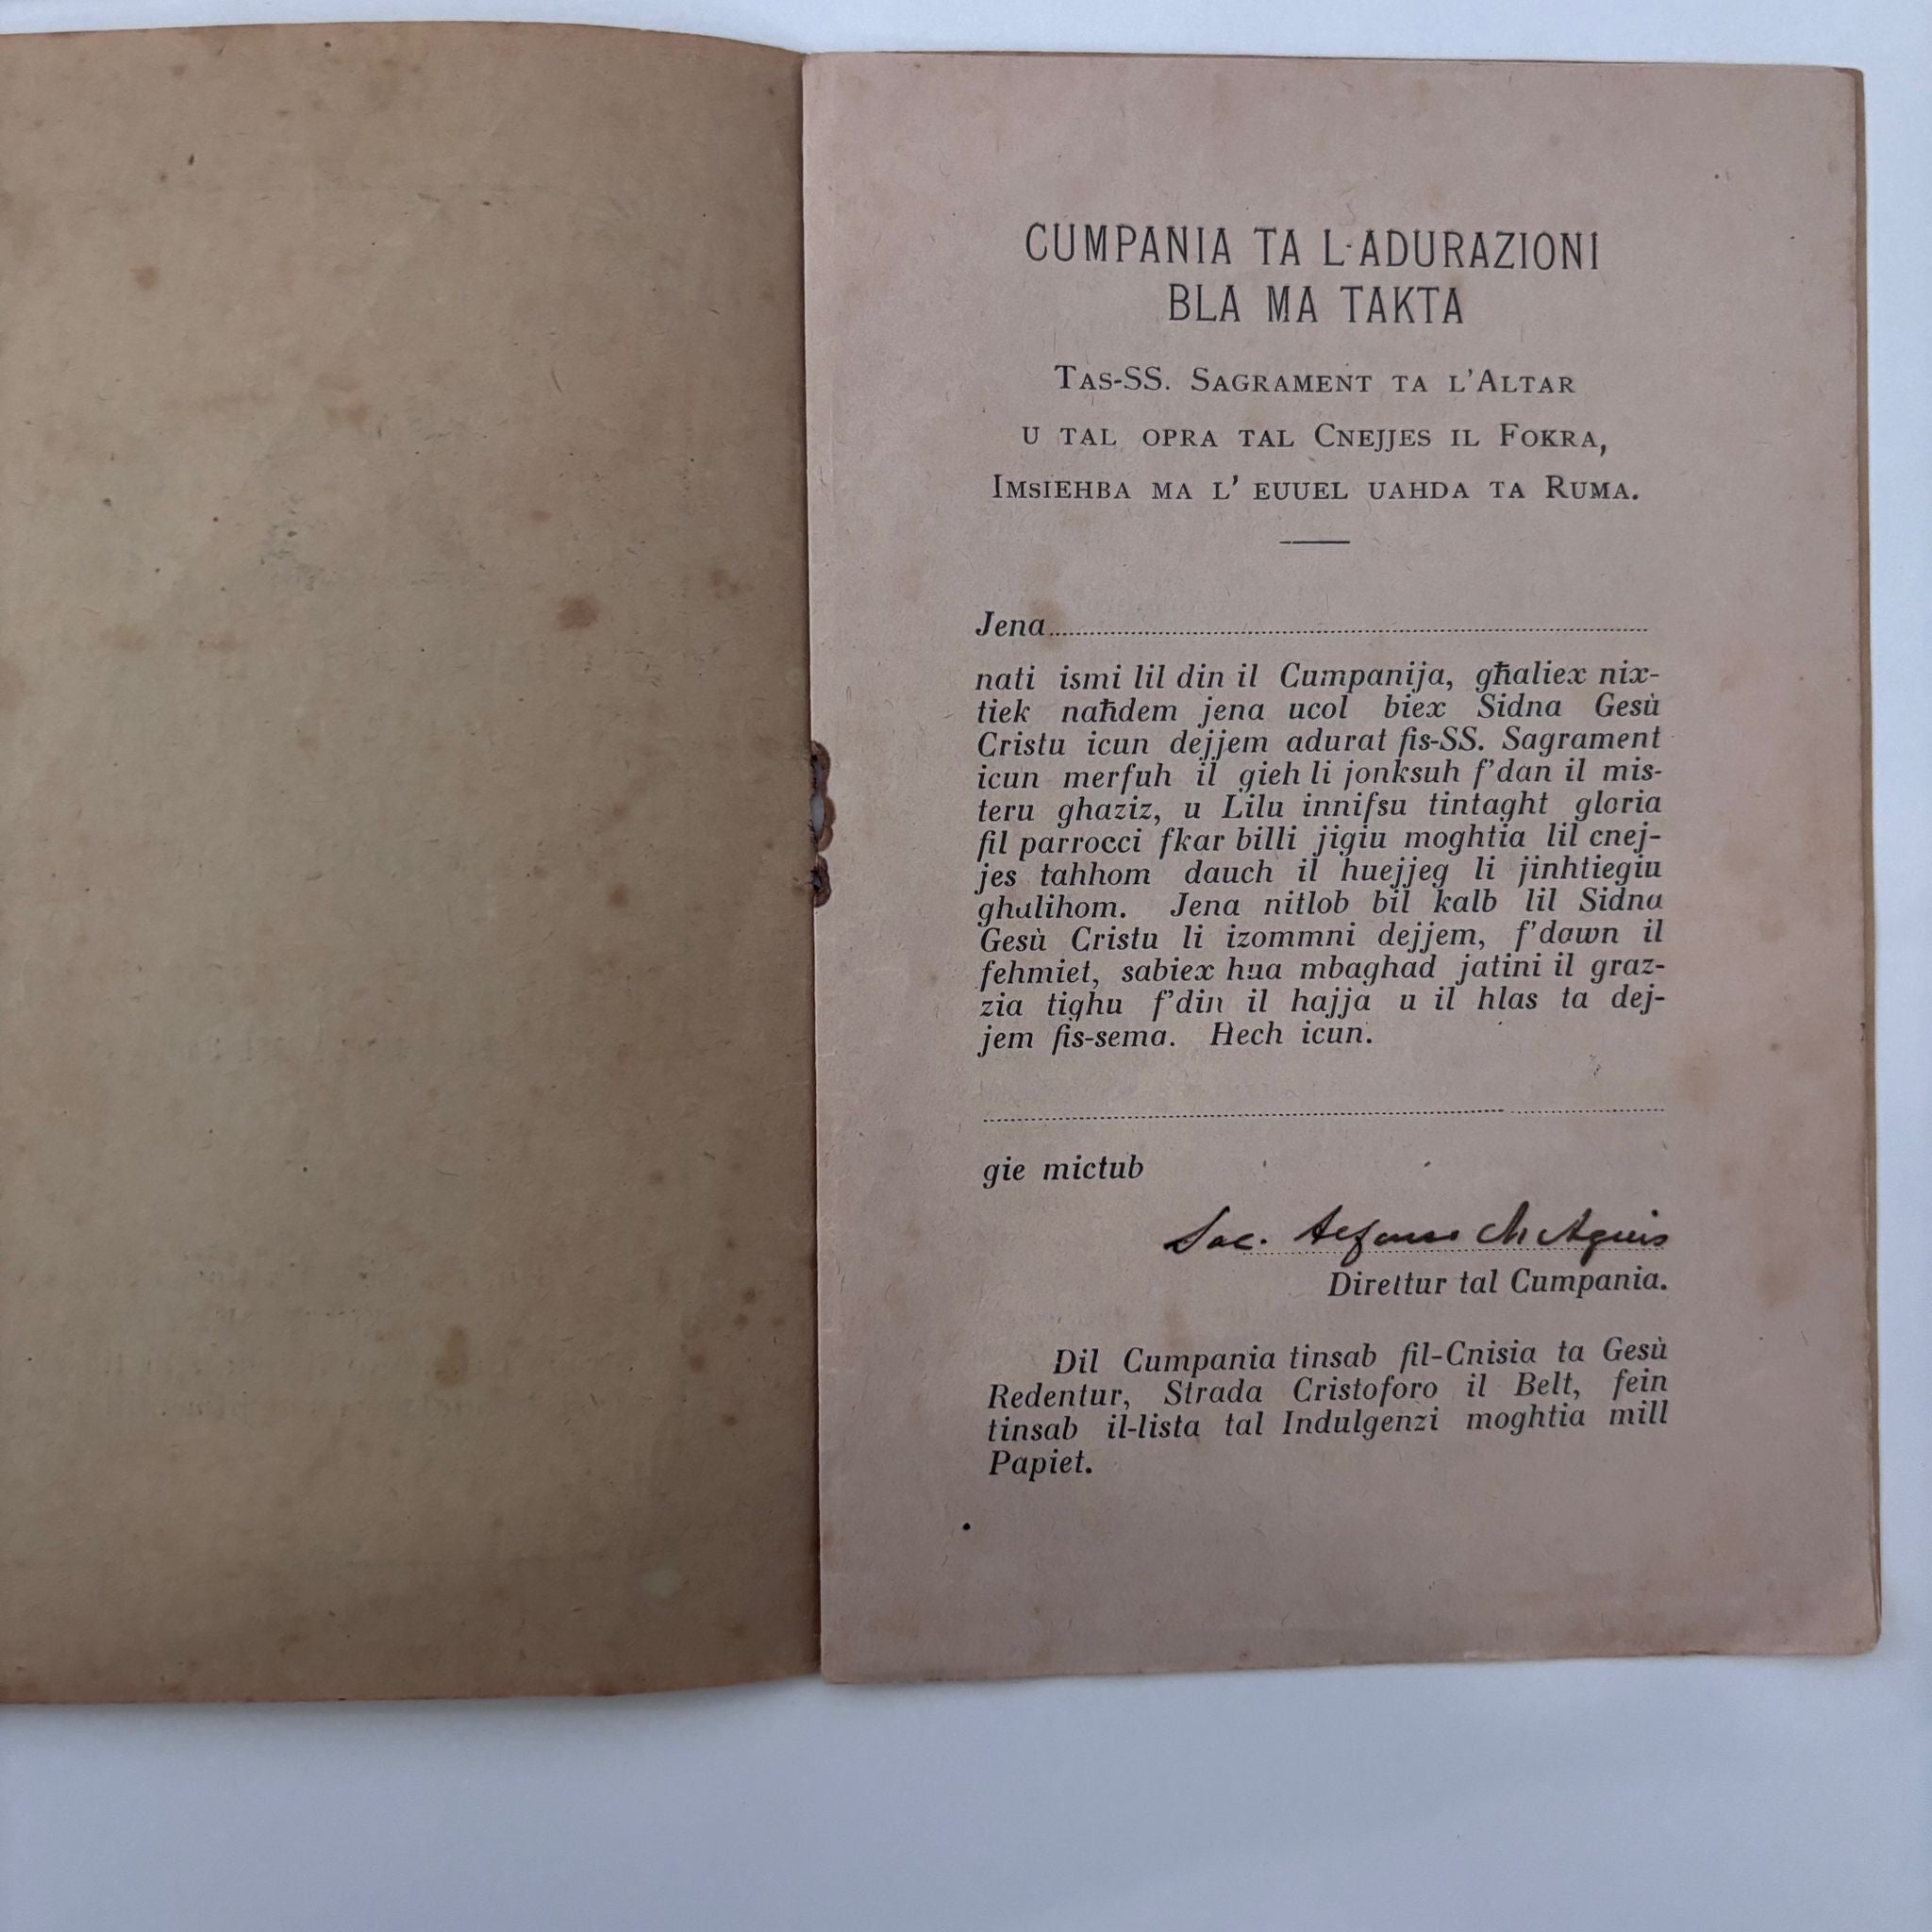 CUMPANIA TA L-ADURAZIONI
BLA MA TAKTA
TAS-SS. SAGRAMENT TA L'ALTAR
U TAL OPRA TAL CNEJJES IL FOKRA,
IMSIEHBA MA L' EUUEL UAHDA TA RUMA.
Jena
nati ismi lil din il Cumpanija, għaliex nix-
tiek naħdem jena ucol biex Sidna Gesù
Cristu icun dejjem adurat fis-SS. Sagrament
icun merfuh il gieh li jonksuh f'dan il mis-
teru ghaziz, u Lilu innifsu tintaght gloria
fil parrocci fkar billi jigiu moghtia lil cnej-
jes tahhom dauch il huejjeg li jinhtiegiu
ghalihom. Jena nitlob bil kalb lil Sidna
Gesù Cristu li izommni dejjem, f'dawn il
fehmiet, sabiex hua mbaghad jatini il graz-
zia tighu f'din il hajja u il hlas ta dej-
jem fis-sema. Hech icun.
gie mictub
Sac. Alfonso M Agius
Direttur tal Cumpania.
Dil Cumpania tinsab fil-Cnisia ta Gesù
Redentur, Strada Cristoforo il Belt, fein
tinsab il-lista tal Indulgenzi moghtia mill
Papiet.